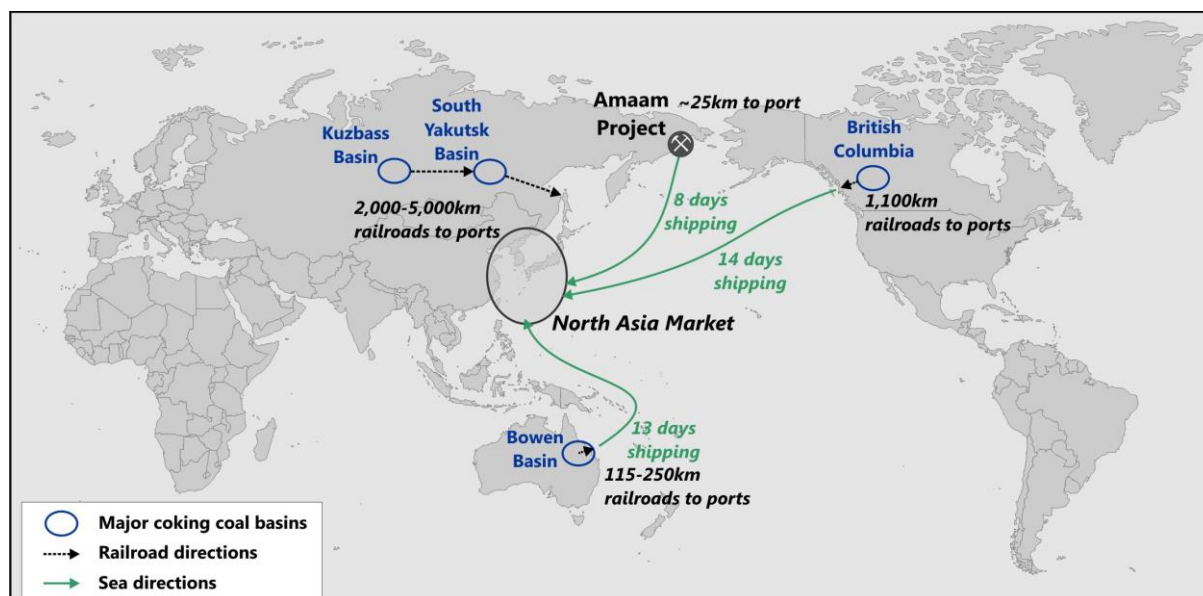 South
Yakutsk
Basin
Kuzbass
Basin
Amaam
Project
~25km to port
British
Columbia
2,000-5,000km
railroads to ports
8 days
shipping
1,100km
railroads to ports
14 days
shipping
North Asia Market
Bowen
Basin
13 days
shipping
115-250km
railroads to ports
Major coking coal basins
Railroad directions
Sea directions